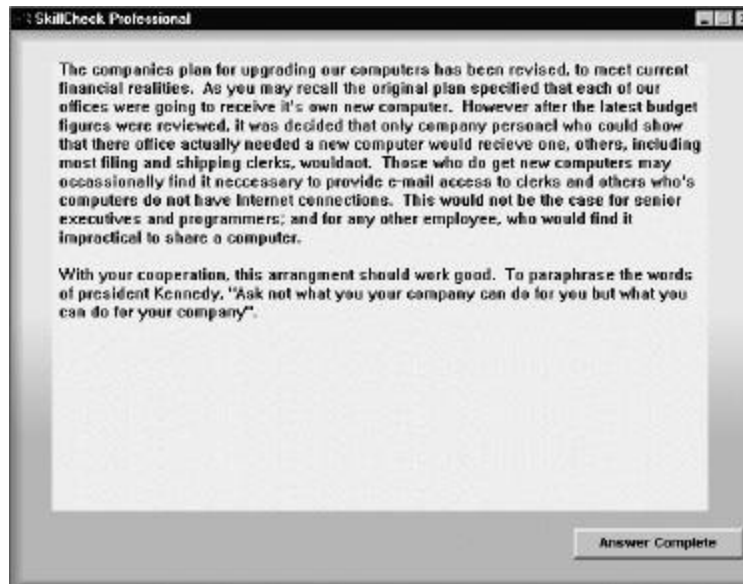 SkillCheck Professional
The companies plan for upgrading our computers has been revised, to meet current
financial realities. As you may recall the original plan specified that each of our
offices were going to receive it's own new computer. However after the latest budget
figures were reviewed, it was decided that only company personel who could show
that there office actually needed a new computer would recieve one, others, including
most filing and shipping clerks, wouldnot. Those who do get new computers may
occassionally find it neccessary to provide e-mail access to clerks and others who's
computers do not have Internet connections. This would not be the case for senior
executives and programmers; and for any other employee, who would find it
impractical to share a computer.
With your cooperation, this arrangment should work good. To paraphrase the words
of president Kennedy, "Ask not what you your company can do for you but what you
can do for your company".
Answer Complete